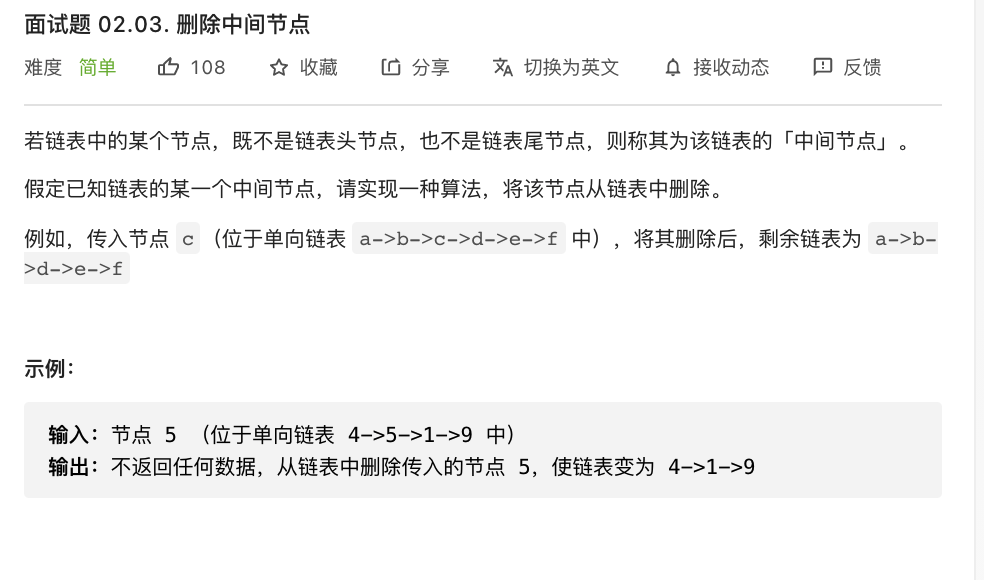 面试题 02.03. 删除中间节点
难度 简单 108 收藏 分享 切换为英文 接收动态 反馈
若链表中的某个节点，既不是链表头节点，也不是链表尾节点，则称其为该链表的「中间节点」。
假定已知链表的某一个中间节点，请实现一种算法，将该节点从链表中删除。
例如，传入节点 c （位于单向链表 a->b->c->d->e->f 中），将其删除后，剩余链表为 a->b-
>d->e->f
示例：
输入：节点 5 （位于单向链表 4->5->1->9 中）
输出：不返回任何数据，从链表中删除传入的节点 5，使链表变为 4->1->9